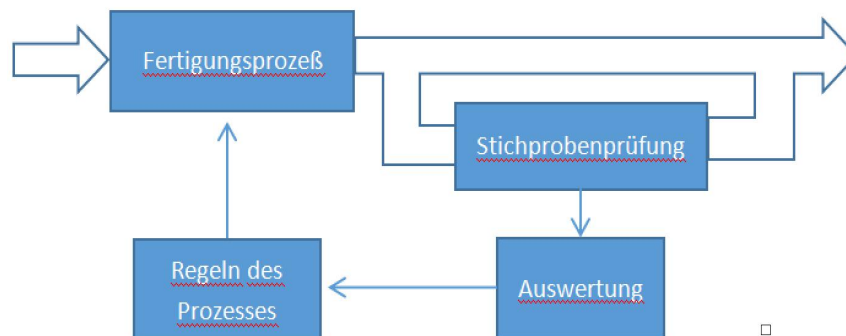 Fertigungsprozeß
Stichprobenprüfung
Regeln des
Prozesses
Auswertung